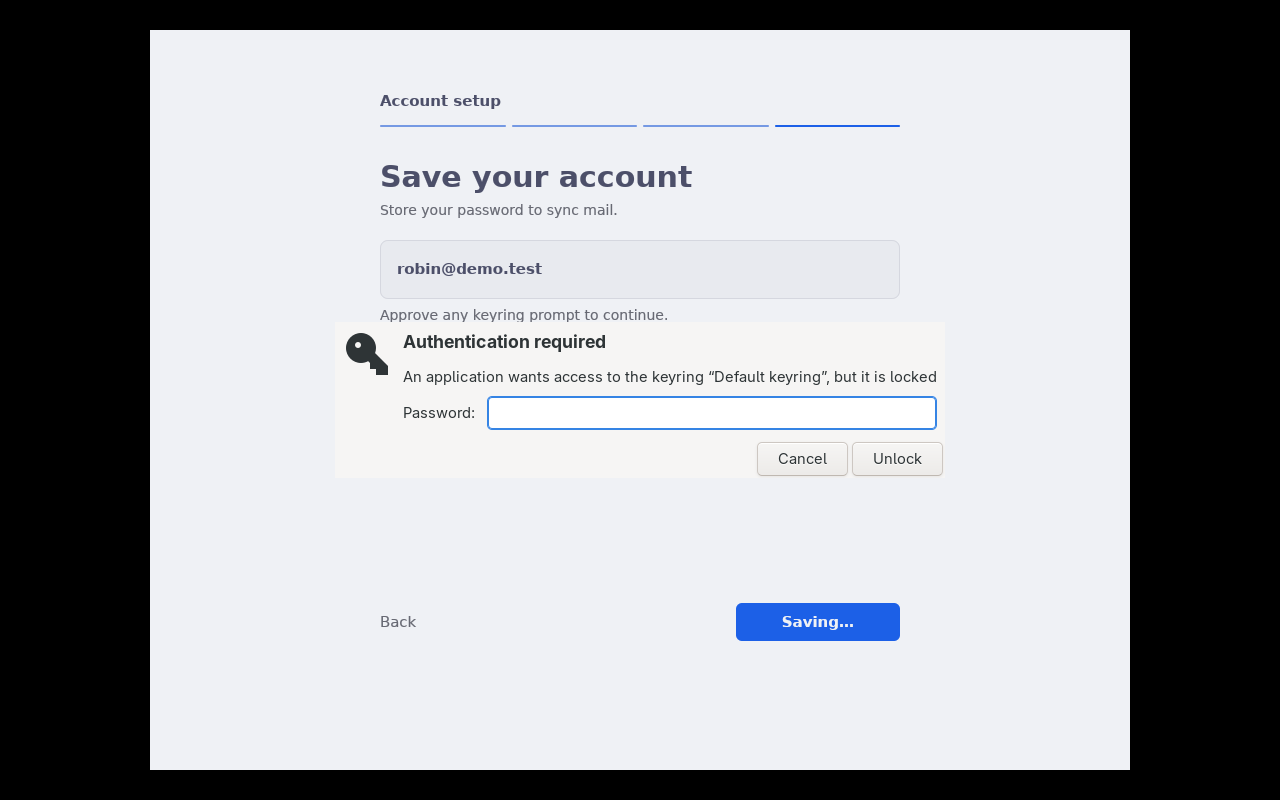 Account setup
Save your account
Store your password to sync mail.
robin@demo.test
Approve any keyring prompt to continue.
Authentication required
An application wants access to the keyring “Default keyring”, but it is locked
Password:
Cancel Unlock
Back Saving...